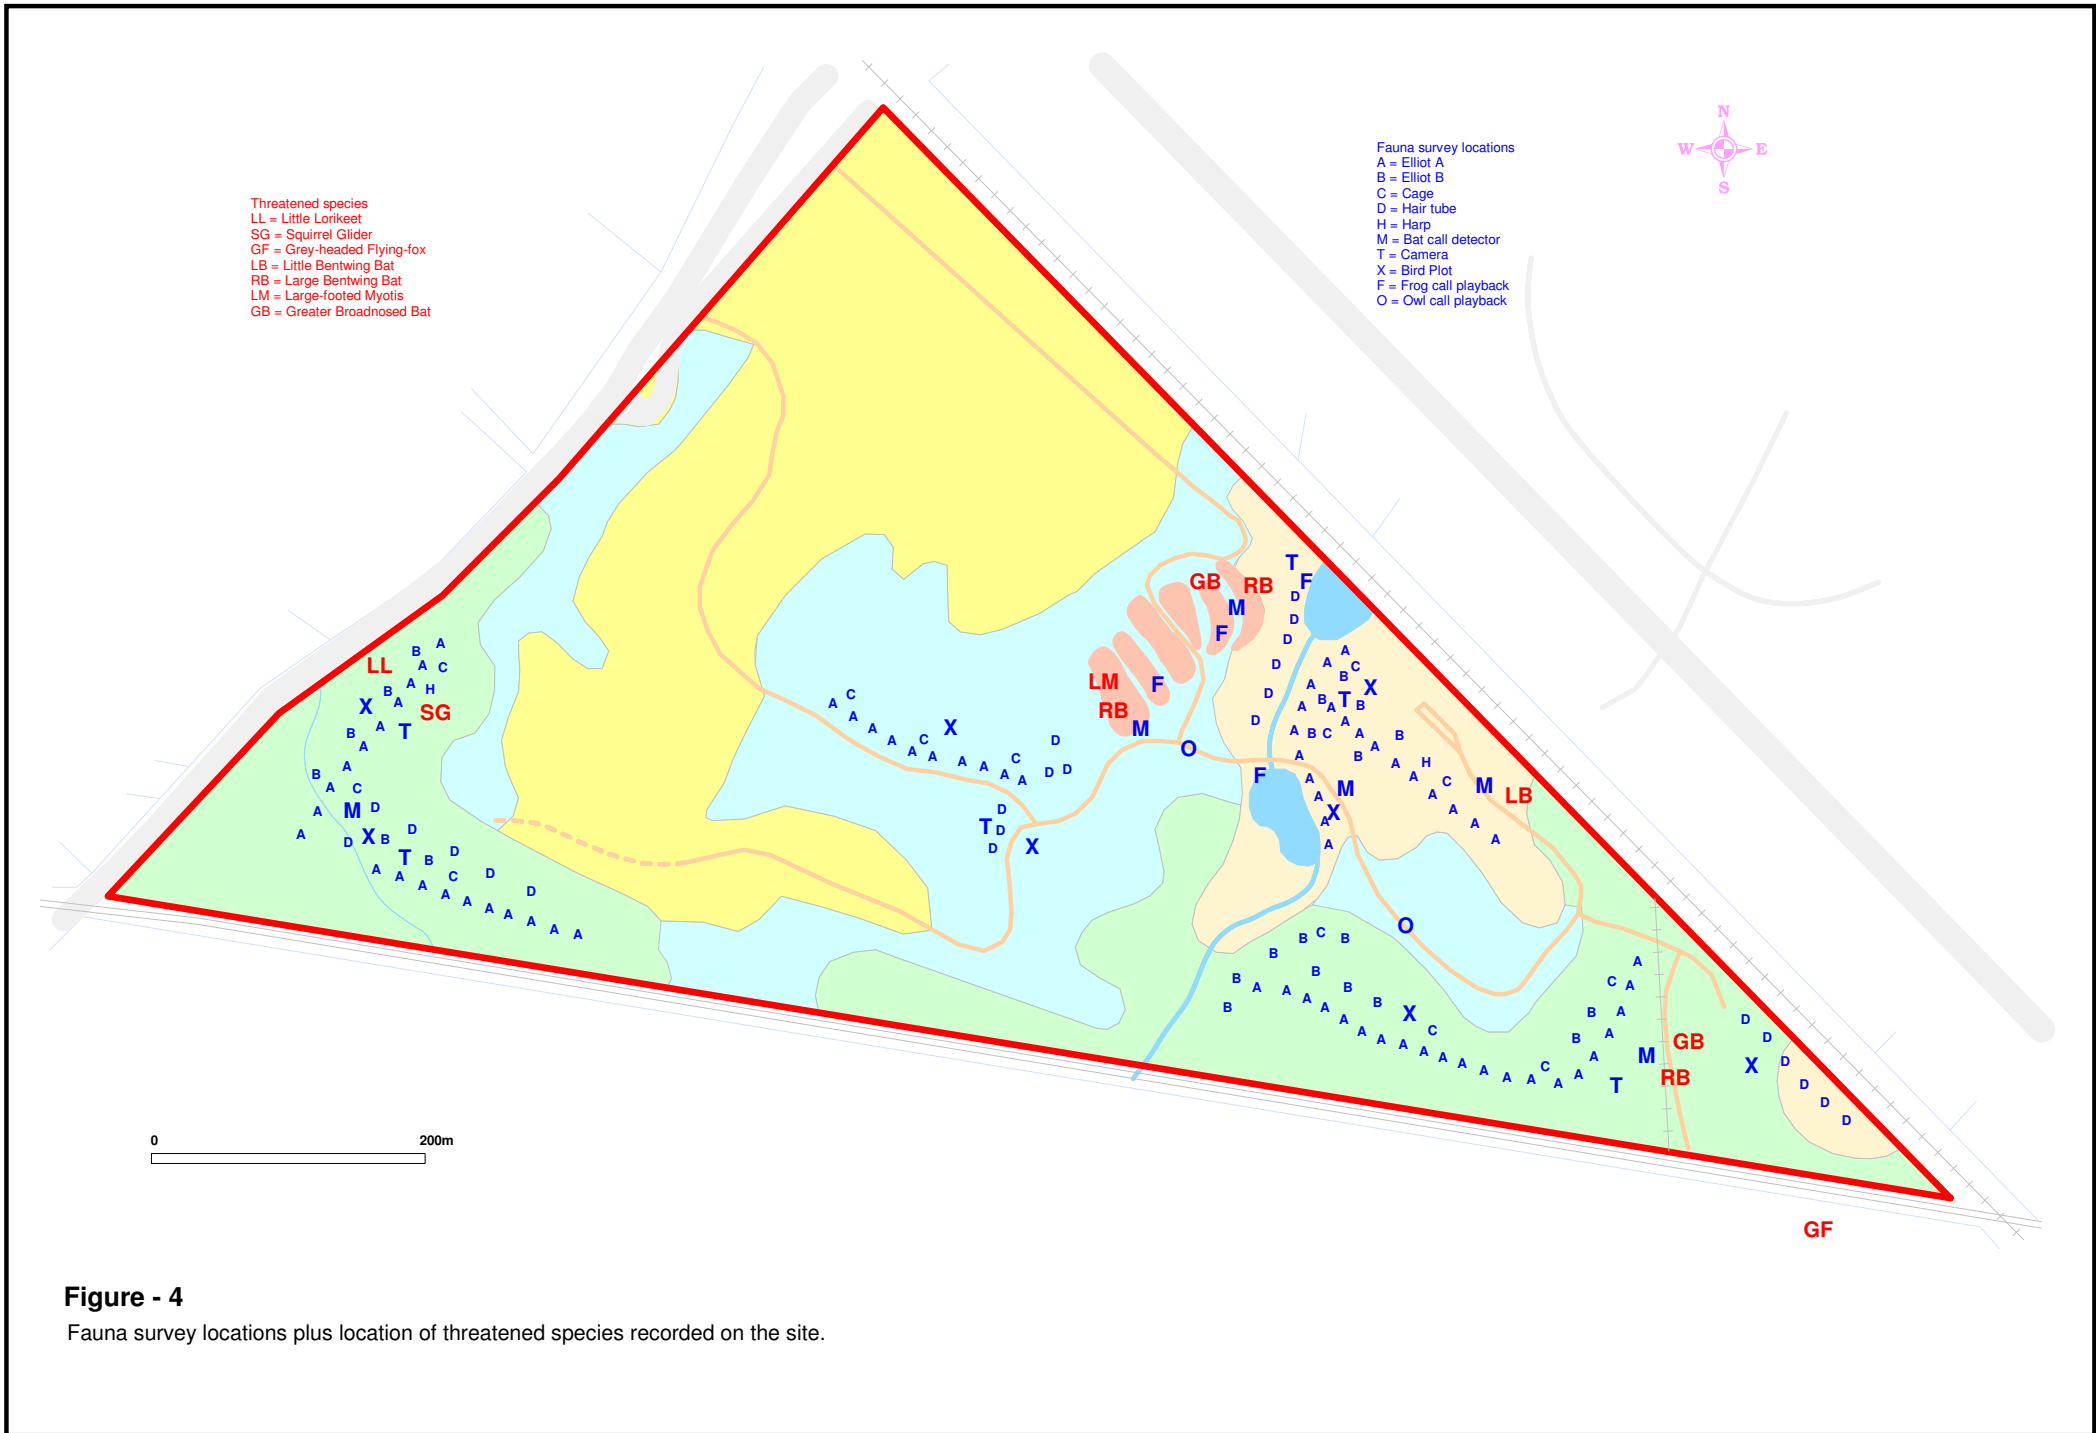 N
W E
S
Fauna survey locations
A = Elliot A
B = Elliot B
C = Cage
D = Hair tube
H = Harp
M = Bat call detector
T = Camera
X = Bird Plot
F = Frog call playback
O = Owl call playback
Threatened species
LL = Little Lorikeet
SG = Squirrel Glider
GF = Grey-headed Flying-fox
LB = Little Bentwing Bat
RB = Large Bentwing Bat
LM = Large-footed Myotis
GB = Greater Broadnosed Bat
T
GB RB F
D
M
D
F
D
A
B
A C
LL
A H
B A
X
SG
A T
B A
A
B A C
M D
A
A D X B D
T B D
A A A C D
A A A A D
A A A
A C
A A A A C A
X
A A A C A
D
D D
D
T D
D
X
LM
F
RB
M
O
D
D
D
A
A C
B
X
A B A T B
A A
A B C A
A B A B
F A A H
A A C
M A
X A
A
A
M
LB
A
A
A
O
B C B
B
B A A B B B
B A A A X
A A A A C
A A A A A C A A
A
C A
B A
A
B A
M
T
GB
RB
D
D
X D
D
D
D
GF
0 200m
Figure - 4
Fauna survey locations plus location of threatened species recorded on the site.